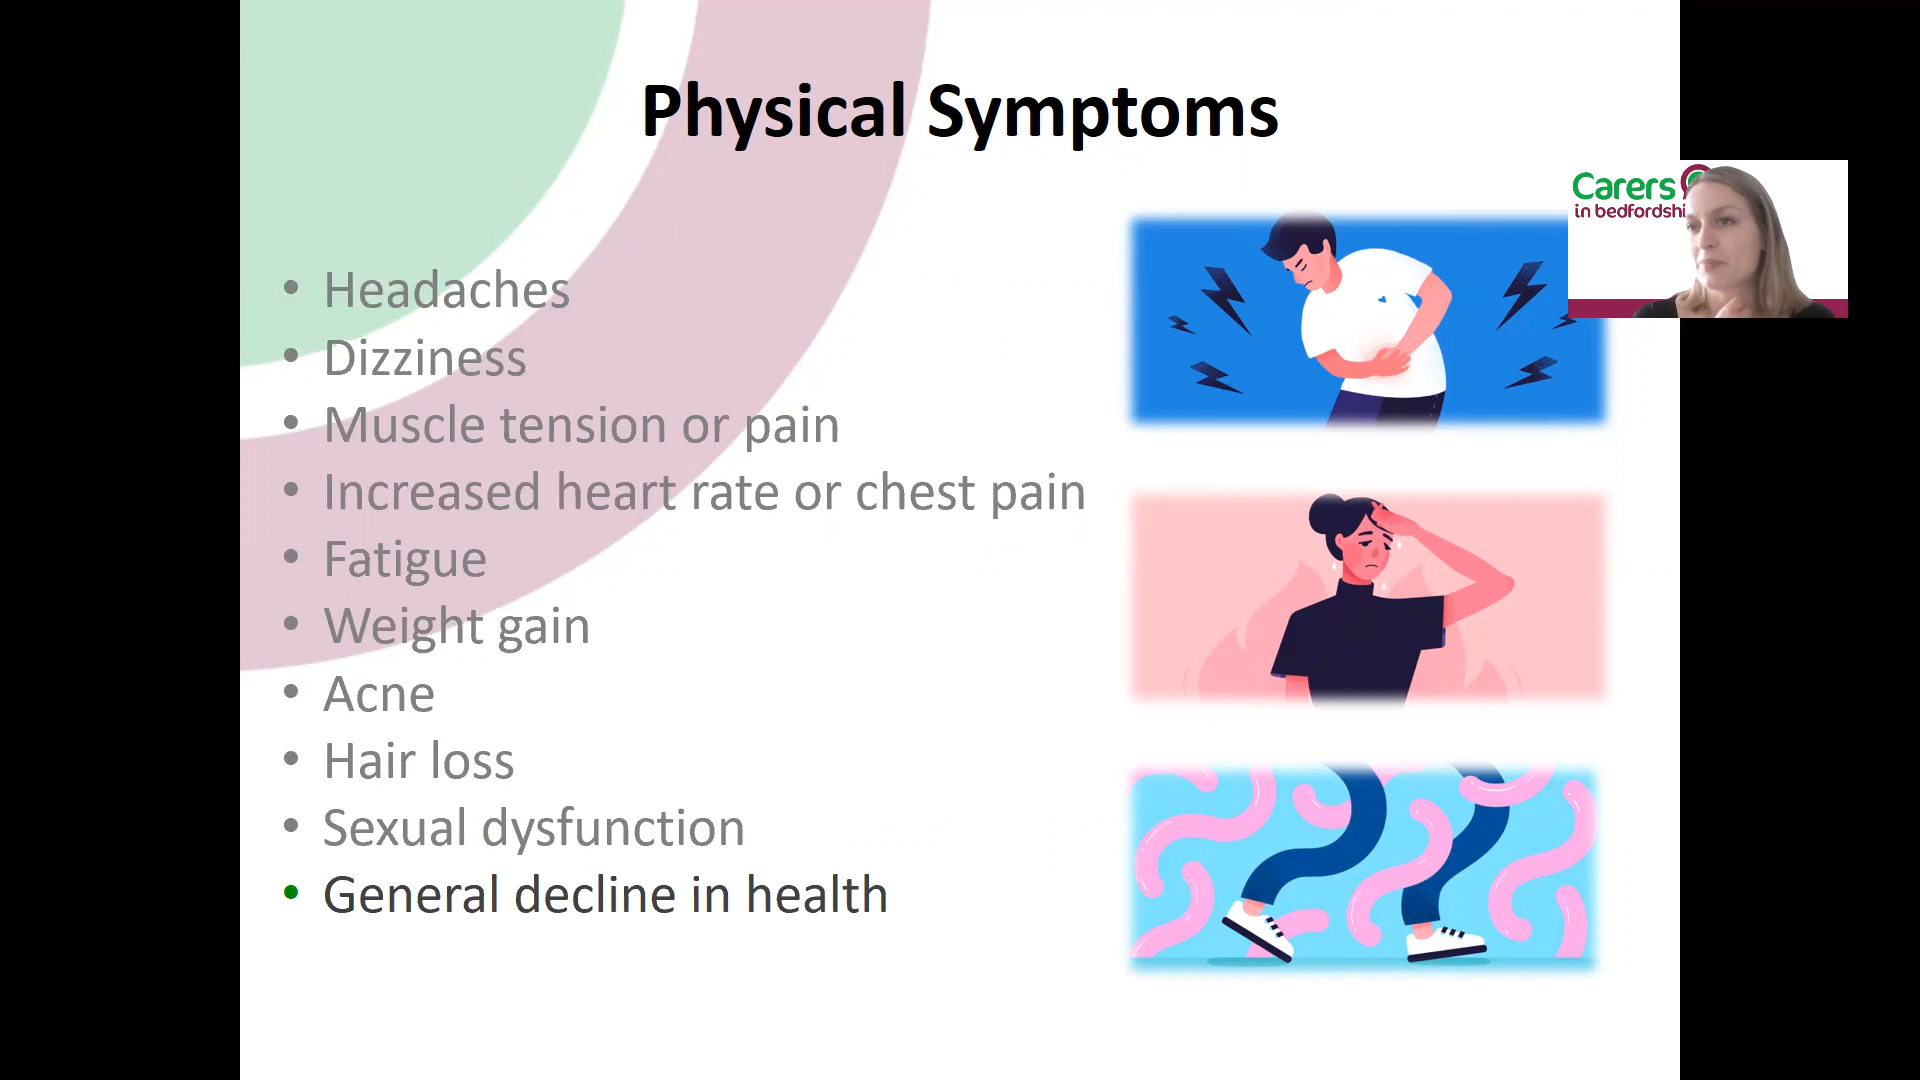 Physical Symptoms
Carers
in bedfordshi
• Headaches
• Dizziness
• Muscle tension or pain
• Increased heart rate or chest pain
• Fatigue
• Weight gain
• Acne
• Hair loss
• Sexual dysfunction
• General decline in health